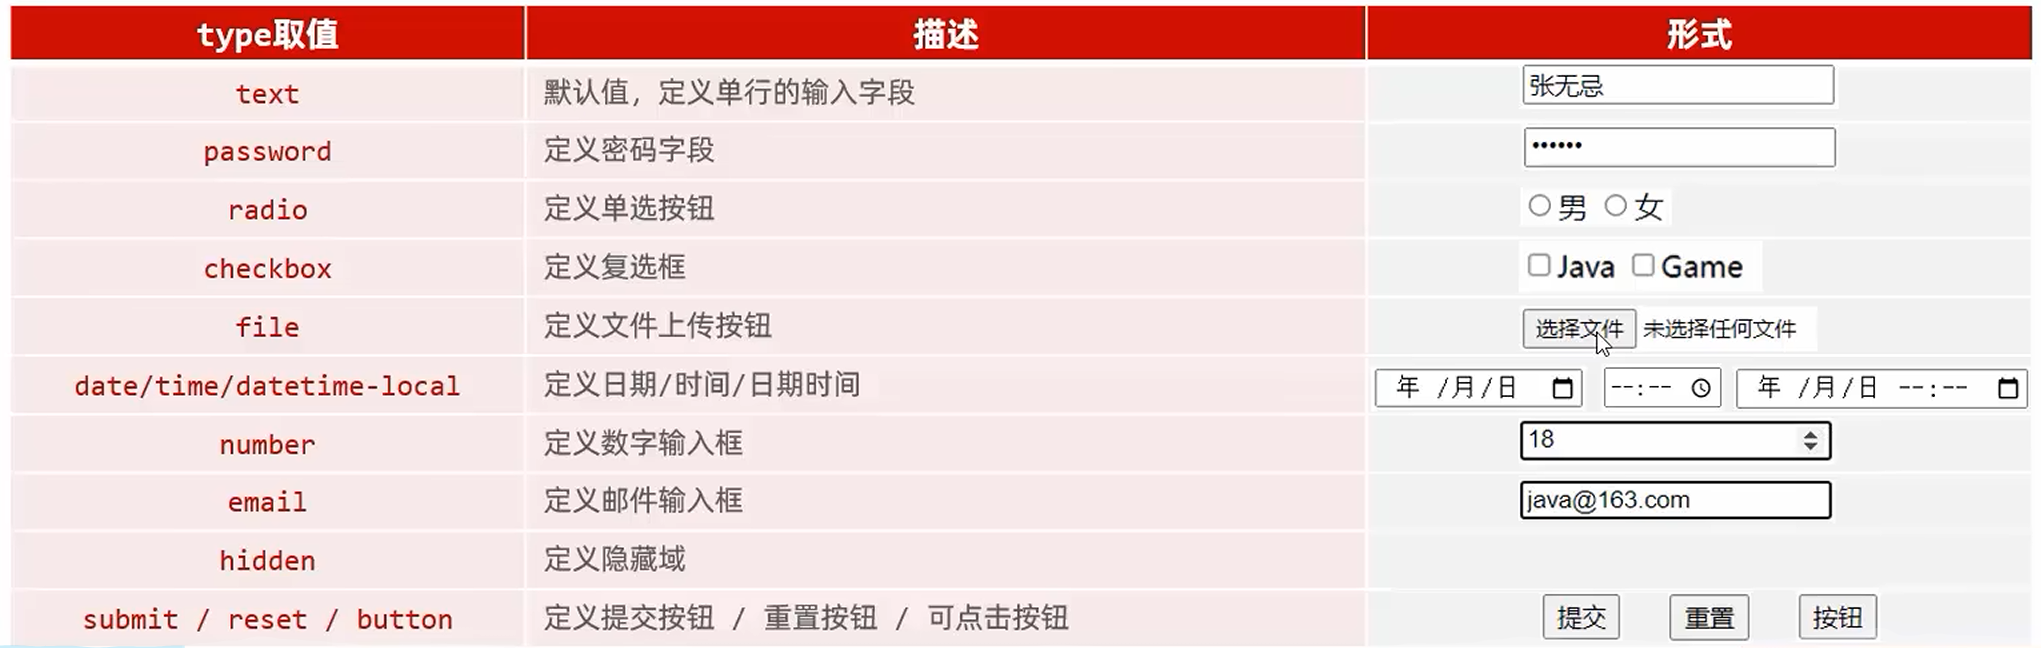 type取值 描述 形式
text 默认值，定义单行的输入字段 张无忌
password 定义密码字段 ••••••
radio 定义单选按钮 男 女
checkbox 定义复选框 Java Game
file 定义文件上传按钮 选择文件 未选择任何文件
date/time/datetime-local 定义日期/时间/日期时间 年 /月/日 --:-- 年 /月/日 --:--
number 定义数字输入框 18
email 定义邮件输入框 java@163.com
hidden 定义隐藏域
submit / reset / button 定义提交按钮 / 重置按钮 / 可点击按钮 提交 重置 按钮